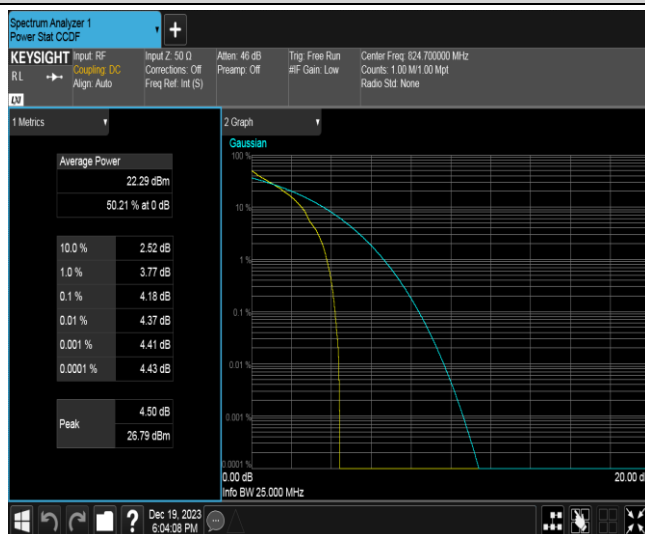 Spectrum Analyzer 1
Power Stat CCDF
+
KEYSIGHT
RL
LXI
Input: RF
Coupling: DC
Align: Auto
Input Z: 50 Ω
Corrections: Off
Freq Ref: Int (S)
Atten: 46 dB
Preamp: Off
Trig: Free Run
#IF Gain: Low
Center Freq: 824.700000 MHz
Counts: 1.00 M/1.00 Mpt
Radio Std: None
1 Metrics
Average Power
22.29 dBm
50.21 % at 0 dB
10.0 % 2.52 dB
1.0 % 3.77 dB
0.1 % 4.18 dB
0.01 % 4.37 dB
0.001 % 4.41 dB
0.0001 % 4.43 dB
Peak 4.50 dB
26.79 dBm
2 Graph
Gaussian
100 %
10 %
1 %
0.1 %
0.01 %
0.001 %
0.0001 %
0.00 dB 20.00 d
Info BW 25.000 MHz
? Dec 19, 2023
6:04:08 PM